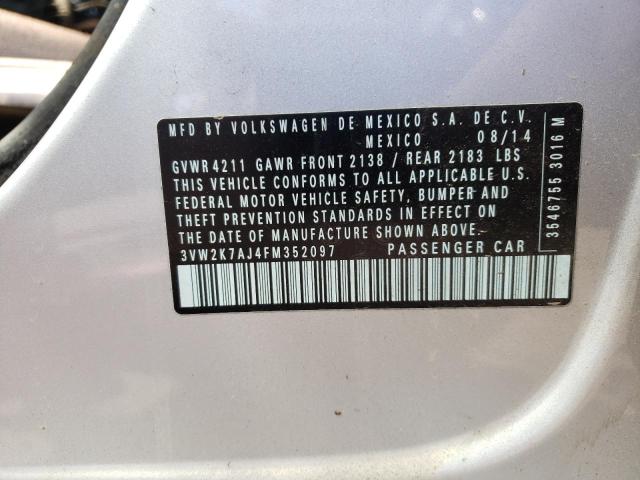 MFD BY VOLKSWAGEN DE MEXICO S.A. DE C.V.
MEXICO 08/14
GVWR 4211 GAWR FRONT 2138 / REAR 2183 LBS
THIS VEHICLE CONFORMS TO ALL APPLICABLE U.S.
FEDERAL MOTOR VEHICLE SAFETY, BUMPER AND
THEFT PREVENTION STANDARDS IN EFFECT ON
THE DATE OF MANUFACTURE SHOWN ABOVE.
3VW2K7AJ4FM352097 PASSENGER CAR
3546755 3016 M